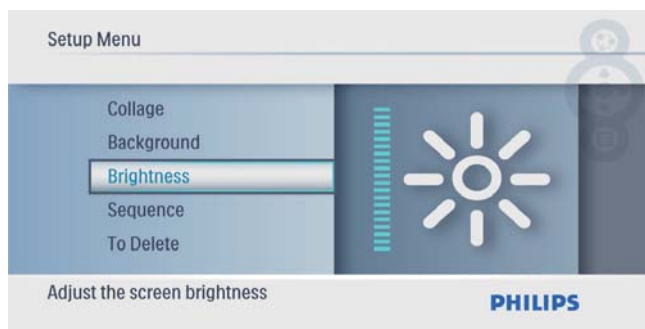 Setup Menu
Collage
Background
Brightness
Sequence
To Delete
Adjust the screen brightness
PHILIPS